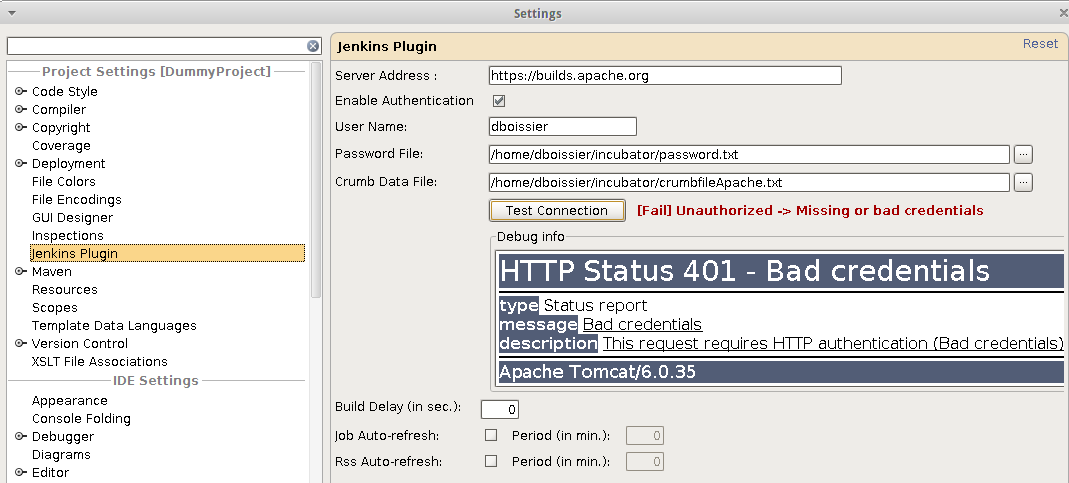 Settings
Project Settings [DummyProject]
Code Style
Compiler
Copyright
Coverage
Deployment
File Colors
File Encodings
GUI Designer
Inspections
Jenkins Plugin
Maven
Resources
Scopes
Template Data Languages
Version Control
XSLT File Associations
IDE Settings
Appearance
Console Folding
Debugger
Diagrams
Editor
Jenkins Plugin
Reset
Server Address : https://builds.apache.org
Enable Authentication
User Name: dboissier
Password File: /home/dboissier/incubator/password.txt ...
Crumb Data File: /home/dboissier/incubator/crumbfileApache.txt ...
Test Connection [Fail] Unauthorized -> Missing or bad credentials
Debug info
HTTP Status 401 - Bad credentials
type Status report
message Bad credentials
description This request requires HTTP authentication (Bad credentials)
Apache Tomcat/6.0.35
Build Delay (in sec.): 0
Job Auto-refresh: Period (in min.): 0
Rss Auto-refresh: Period (in min.): 0